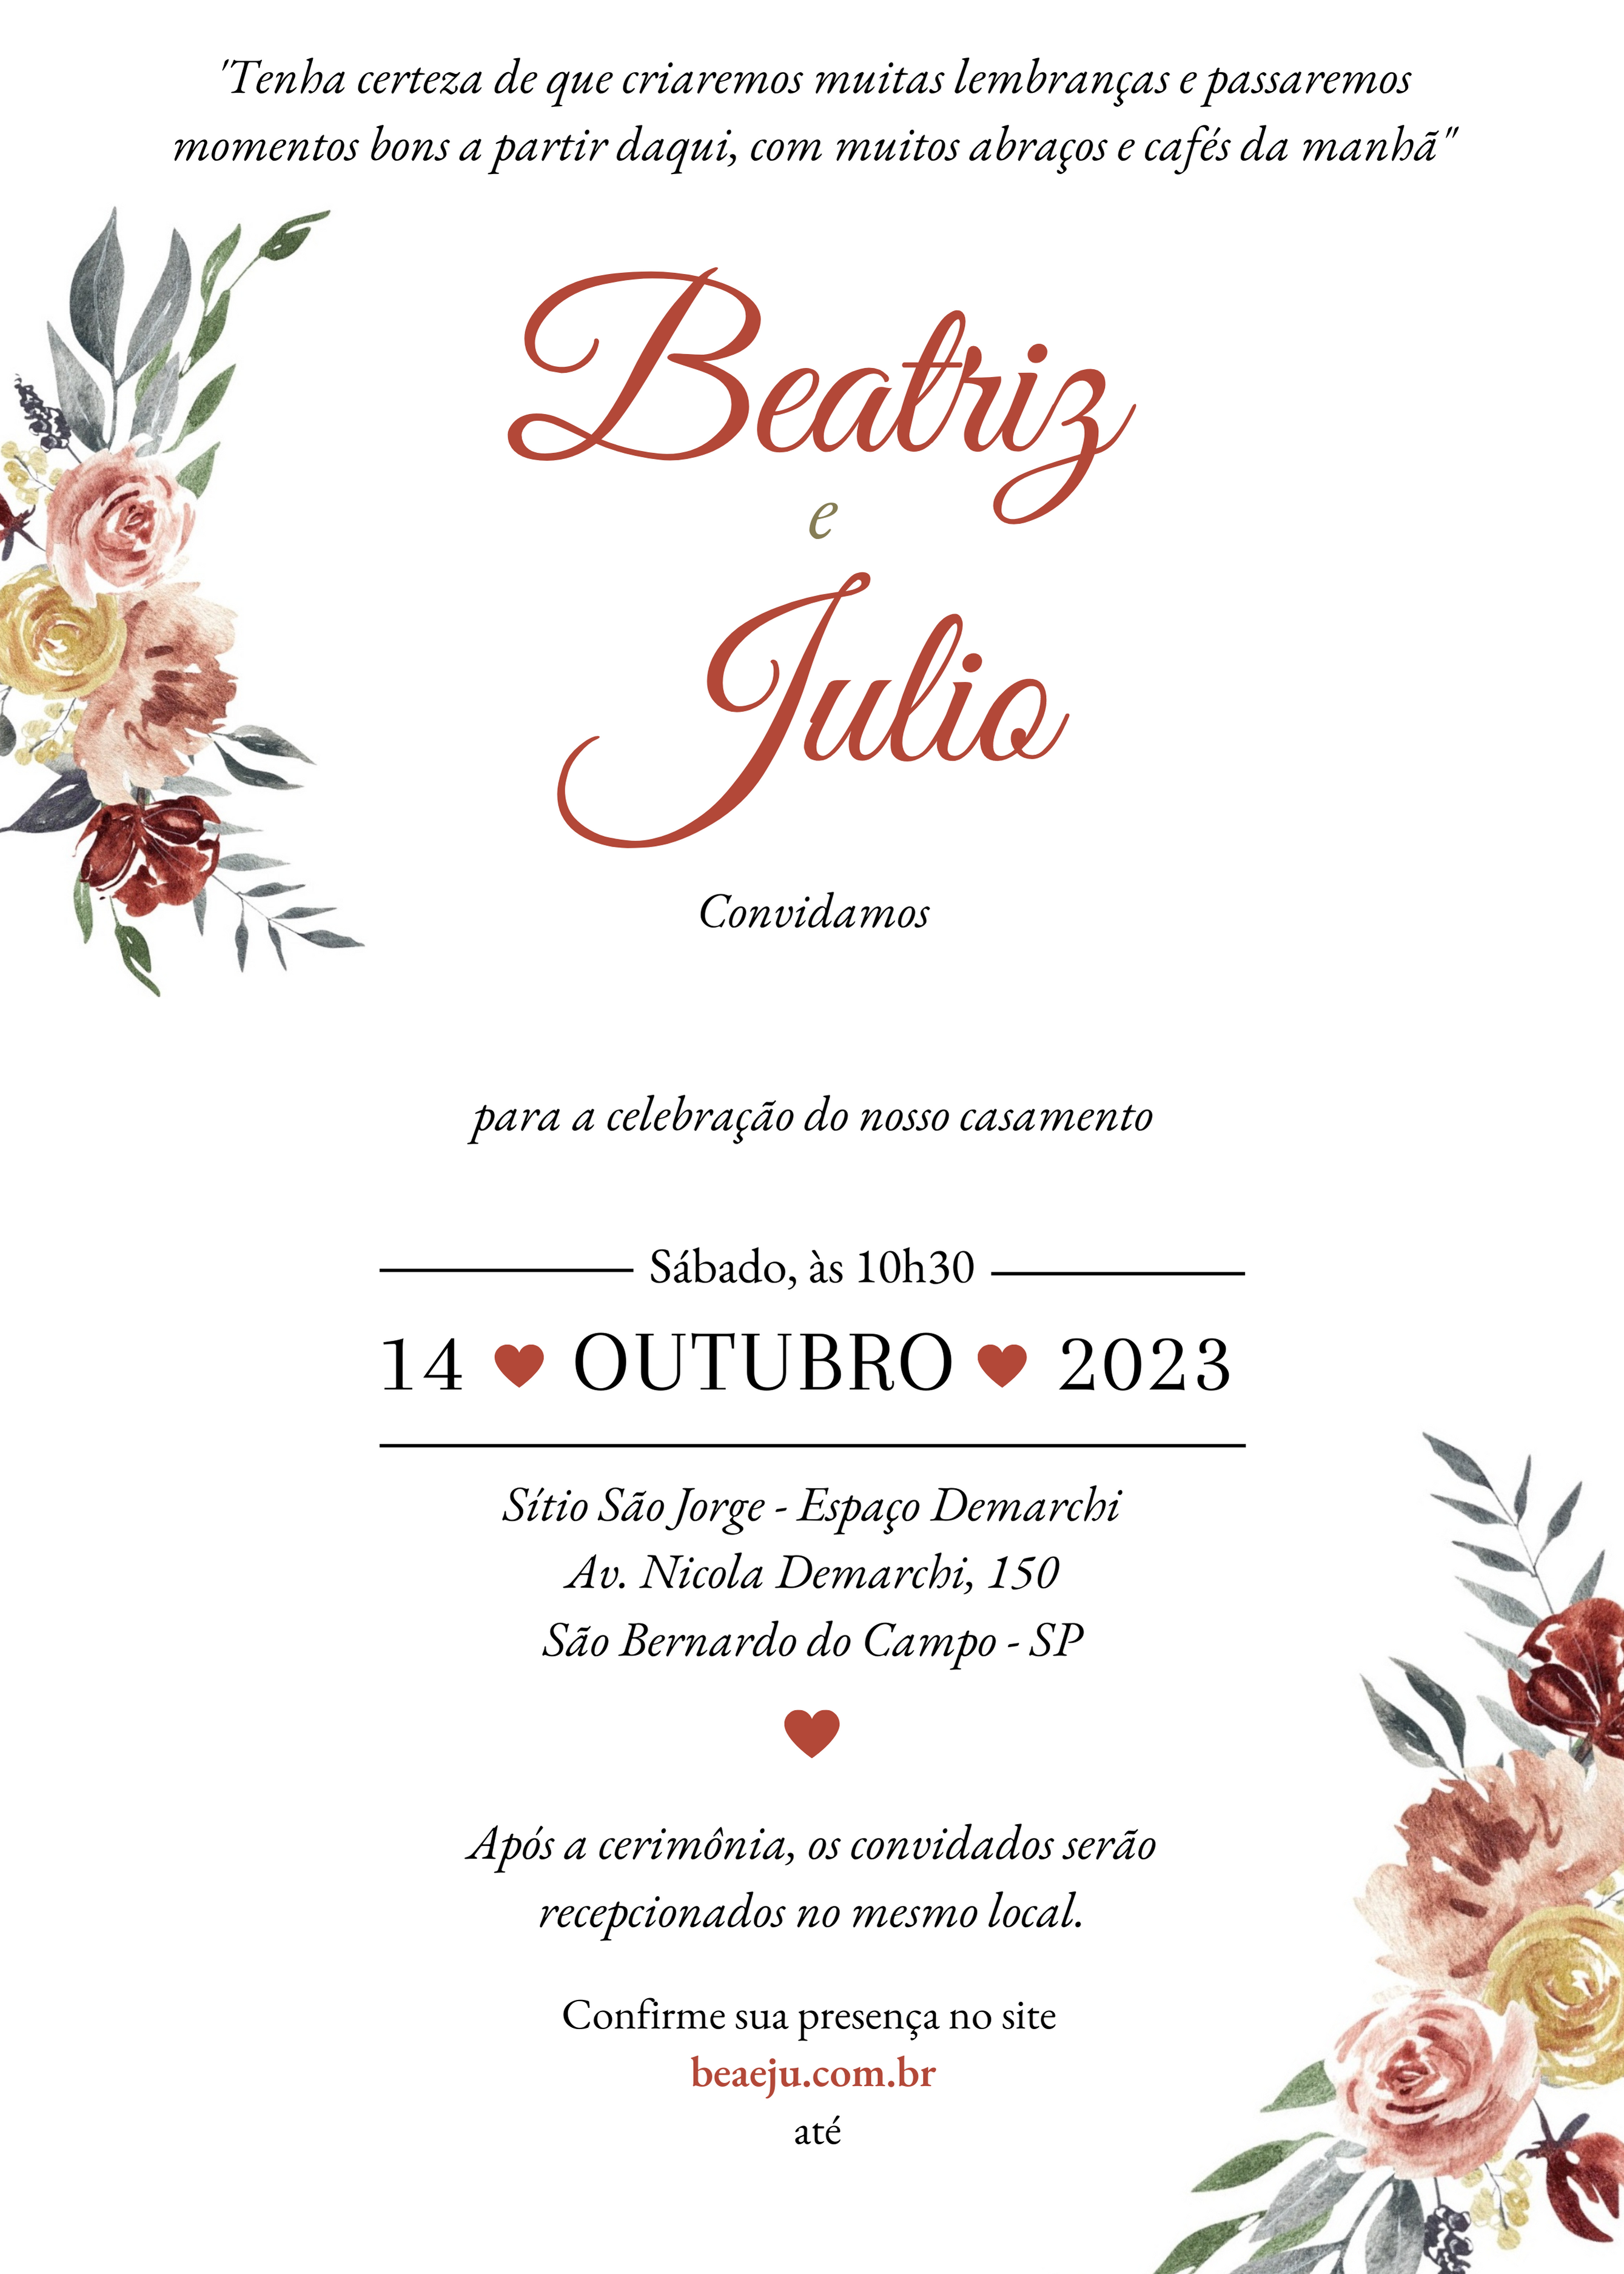 "Tenha certeza de que criaremos muitas lembranças e passaremos
momentos bons a partir daqui, com muitos abraços e cafés da manhã"
Beatriz
e
Julio
Convidamos
para a celebração do nosso casamento
Sábado, às 10h30
14 OUTUBRO 2023
Sítio São Jorge - Espaço Demarchi
Av. Nicola Demarchi, 150
São Bernardo do Campo - SP
Após a cerimônia, os convidados serão
recepcionados no mesmo local.
Confirme sua presença no site
beaeju.com.br
até